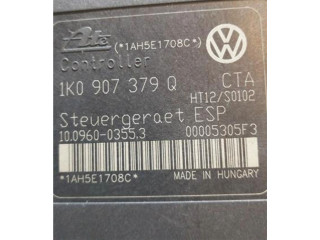 Ate (*1AH5E1708C*)
Controller
1K0 907 379 Q CTA
HT12/S0102
Steuergeraet ESP
10.0960-0355.3 00005305F3
*1AH5E1708C* MADE IN HUNGARY